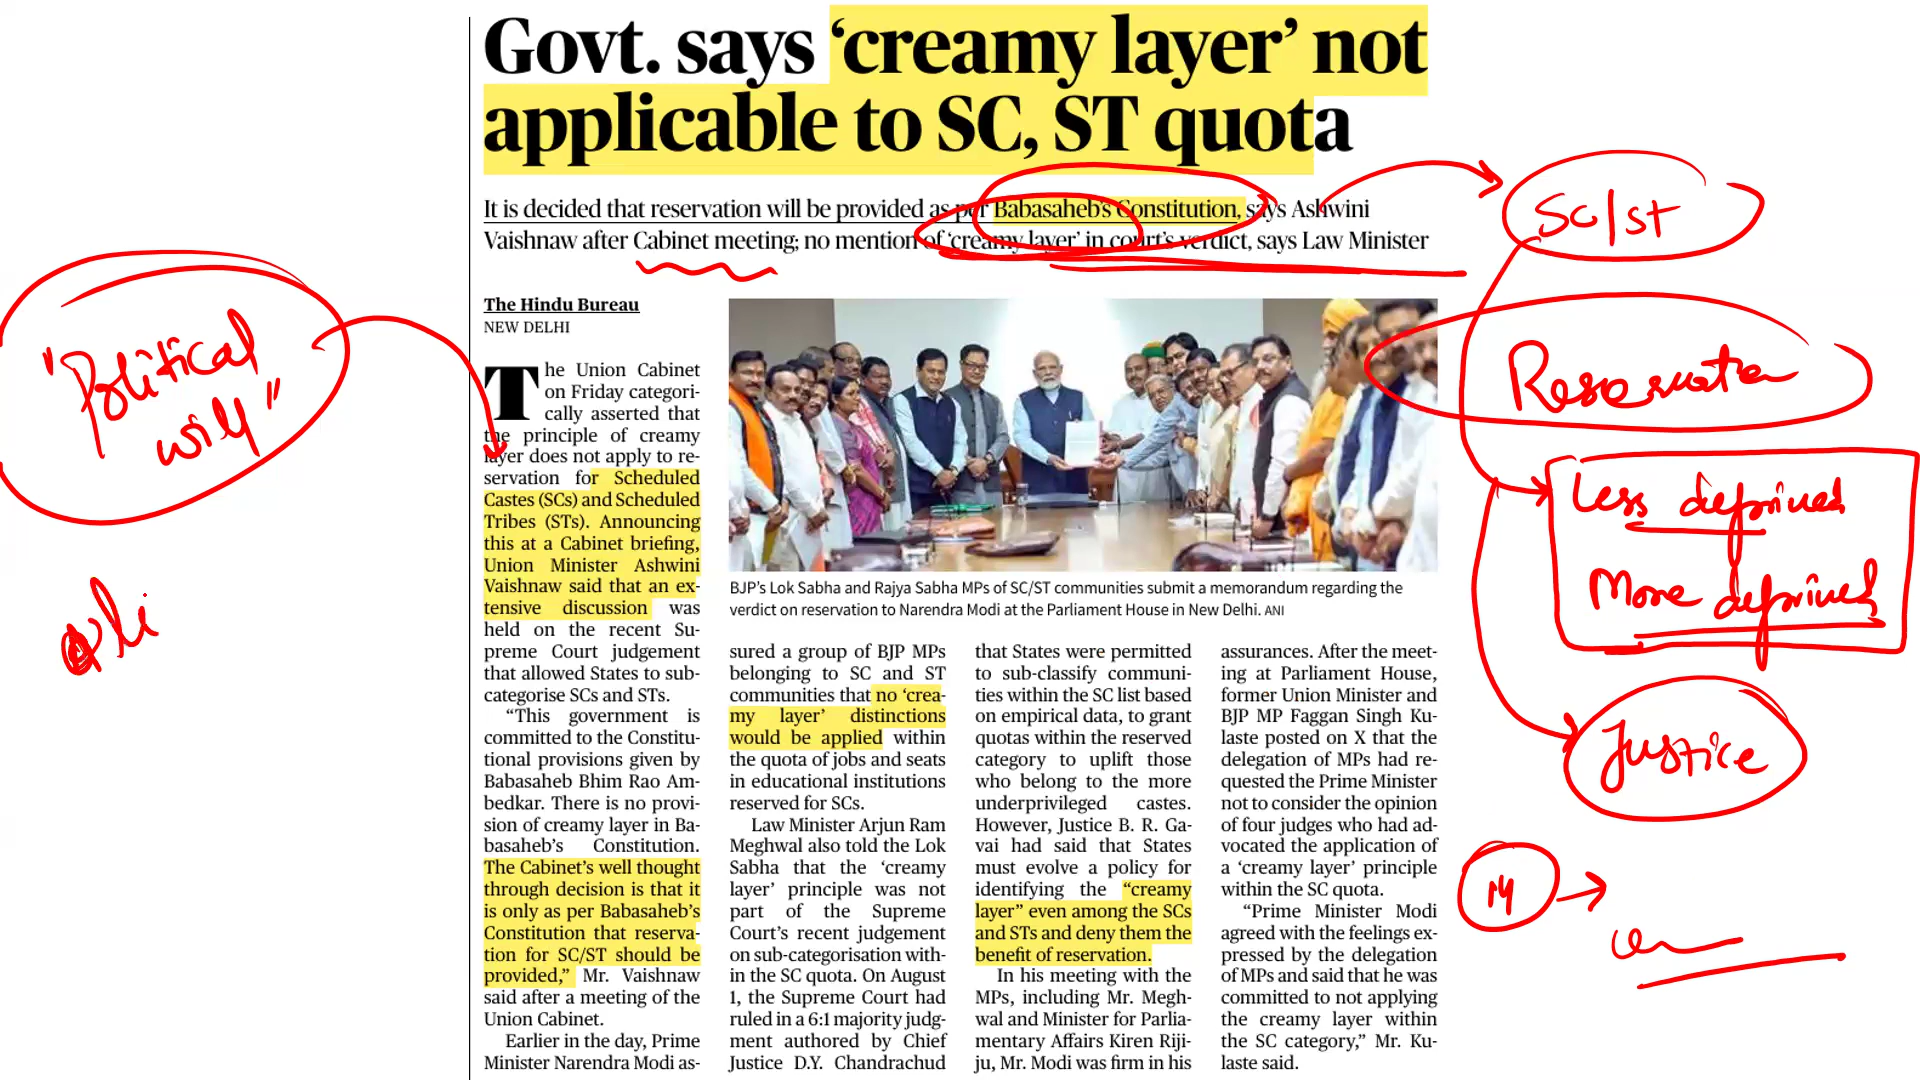 Govt. says ‘creamy layer’ not
applicable to SC, ST quota
It is decided that reservation will be provided as per Babasaheb’s Constitution, says Ashwini
Vaishnaw after Cabinet meeting; no mention of ‘creamy layer’ in court’s verdict, says Law Minister
The Hindu Bureau
NEW DELHI
The Union Cabinet
on Friday categori-
cally asserted that
the principle of creamy
layer does not apply to re-
servation for Scheduled
Castes (SCs) and Scheduled
Tribes (STs). Announcing
this at a Cabinet briefing,
Union Minister Ashwini
Vaishnaw said that an ex-
tensive discussion was
held on the recent Su-
preme Court judgement
that allowed States to sub-
categorise SCs and STs.
“This government is
committed to the Constitu-
tional provisions given by
Babasaheb Bhim Rao Am-
bedkar. There is no provi-
sion of creamy layer in Ba-
basaheb’s Constitution.
The Cabinet’s well thought
through decision is that it
is only as per Babasaheb’s
Constitution that reserva-
tion for SC/ST should be
provided,” Mr. Vaishnaw
said after a meeting of the
Union Cabinet.
Earlier in the day, Prime
Minister Narendra Modi as-
BJP’s Lok Sabha and Rajya Sabha MPs of SC/ST communities submit a memorandum regarding the
verdict on reservation to Narendra Modi at the Parliament House in New Delhi. ANI
sured a group of BJP MPs
belonging to SC and ST
communities that no ‘crea-
my layer’ distinctions
would be applied within
the quota of jobs and seats
in educational institutions
reserved for SCs.
Law Minister Arjun Ram
Meghwal also told the Lok
Sabha that the ‘creamy
layer’ principle was not
part of the Supreme
Court’s recent judgement
on sub-categorisation with-
in the SC quota. On August
1, the Supreme Court had
ruled in a 6:1 majority judg-
ment authored by Chief
Justice D.Y. Chandrachud
that States were permitted
to sub-classify communi-
ties within the SC list based
on empirical data, to grant
quotas within the reserved
category to uplift those
who belong to the more
underprivileged castes.
However, Justice B. R. Ga-
vai had said that States
must evolve a policy for
identifying the “creamy
layer” even among the SCs
and STs and deny them the
benefit of reservation.
In his meeting with the
MPs, including Mr. Megh-
wal and Minister for Parlia-
mentary Affairs Kiren Riji-
ju, Mr. Modi was firm in his
assurances. After the meet-
ing at Parliament House,
former Union Minister and
BJP MP Faggan Singh Ku-
laste posted on X that the
delegation of MPs had re-
quested the Prime Minister
not to consider the opinion
of four judges who had ad-
vocated the application of
a ‘creamy layer’ principle
within the SC quota.
“Prime Minister Modi
agreed with the feelings ex-
pressed by the delegation
of MPs and said that he was
committed to not applying
the creamy layer within
the SC category,” Mr. Ku-
laste said.
"Political
will"
SC/ST
Reservation
Less deprived
More deprived
Justice